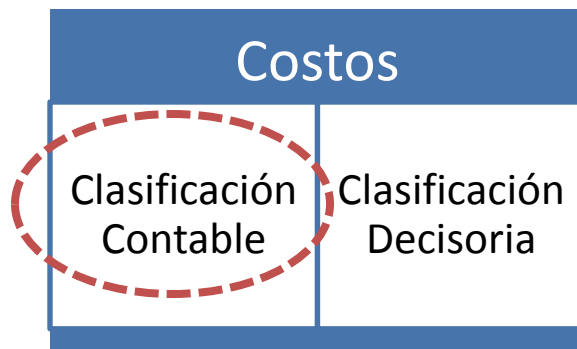 Costos
Clasificación
Contable
Clasificación
Decisoria